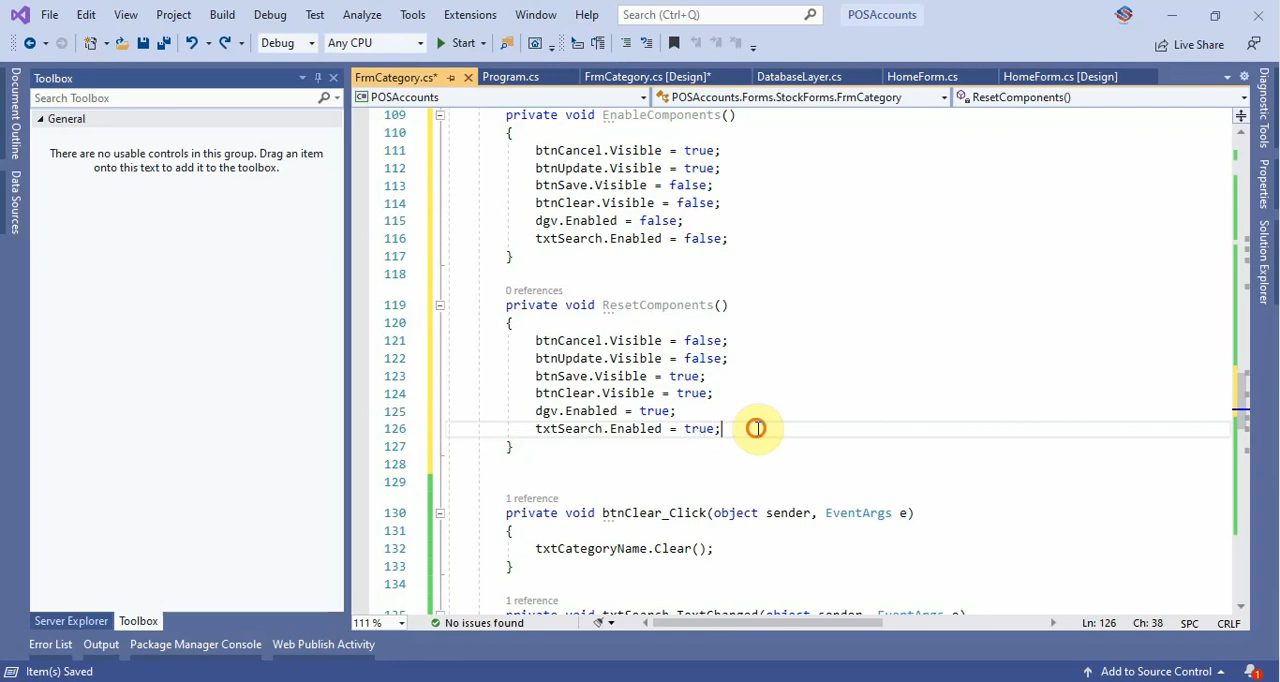 File Edit View Project Build Debug Test Analyze Tools Extensions Window Help Search (Ctrl+Q) POSAccounts
Debug Any CPU Start Live Share
Toolbox
Search Toolbox
General
There are no usable controls in this group. Drag an item
onto this text to add it to the toolbox.
Document Outline
Data Sources
FrmCategory.cs* Program.cs FrmCategory.cs [Design]* DatabaseLayer.cs HomeForm.cs HomeForm.cs [Design]
POSAccounts POSAccounts.Forms.StockForms.FrmCategory ResetComponents()
109 private void EnableComponents()
110 {
111 btnCancel.Visible = true;
112 btnUpdate.Visible = true;
113 btnSave.Visible = false;
114 btnClear.Visible = false;
115 dgv.Enabled = false;
116 txtSearch.Enabled = false;
117 }
118
0 references
119 private void ResetComponents()
120 {
121 btnCancel.Visible = false;
122 btnUpdate.Visible = false;
123 btnSave.Visible = true;
124 btnClear.Visible = true;
125 dgv.Enabled = true;
126 txtSearch.Enabled = true;
127 }
128
129
1 reference
130 private void btnClear_Click(object sender, EventArgs e)
131 {
132 txtCategoryName.Clear();
133 }
134
1 reference
135 private void txtSearch_TextChanged(object sender, EventArgs e)
Diagnostic Tools
Properties
Solution Explorer
111 % No issues found Ln: 126 Ch: 38 SPC CRLF
Server Explorer Toolbox
Error List Output Package Manager Console Web Publish Activity
Item(s) Saved Add to Source Control 1